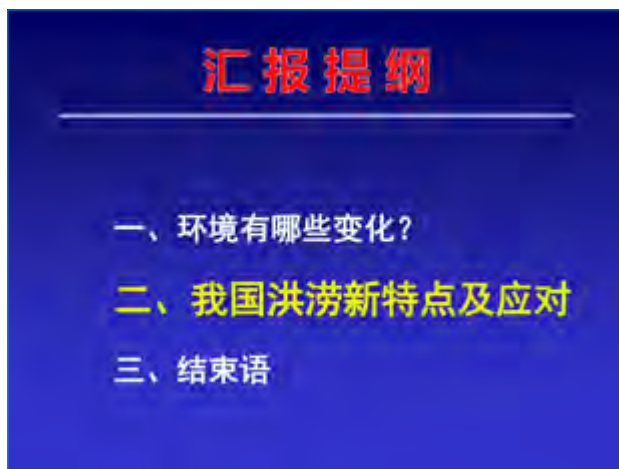 汇报提纲
一、环境有哪些变化?
二、我国洪涝新特点及应对
三、结束语